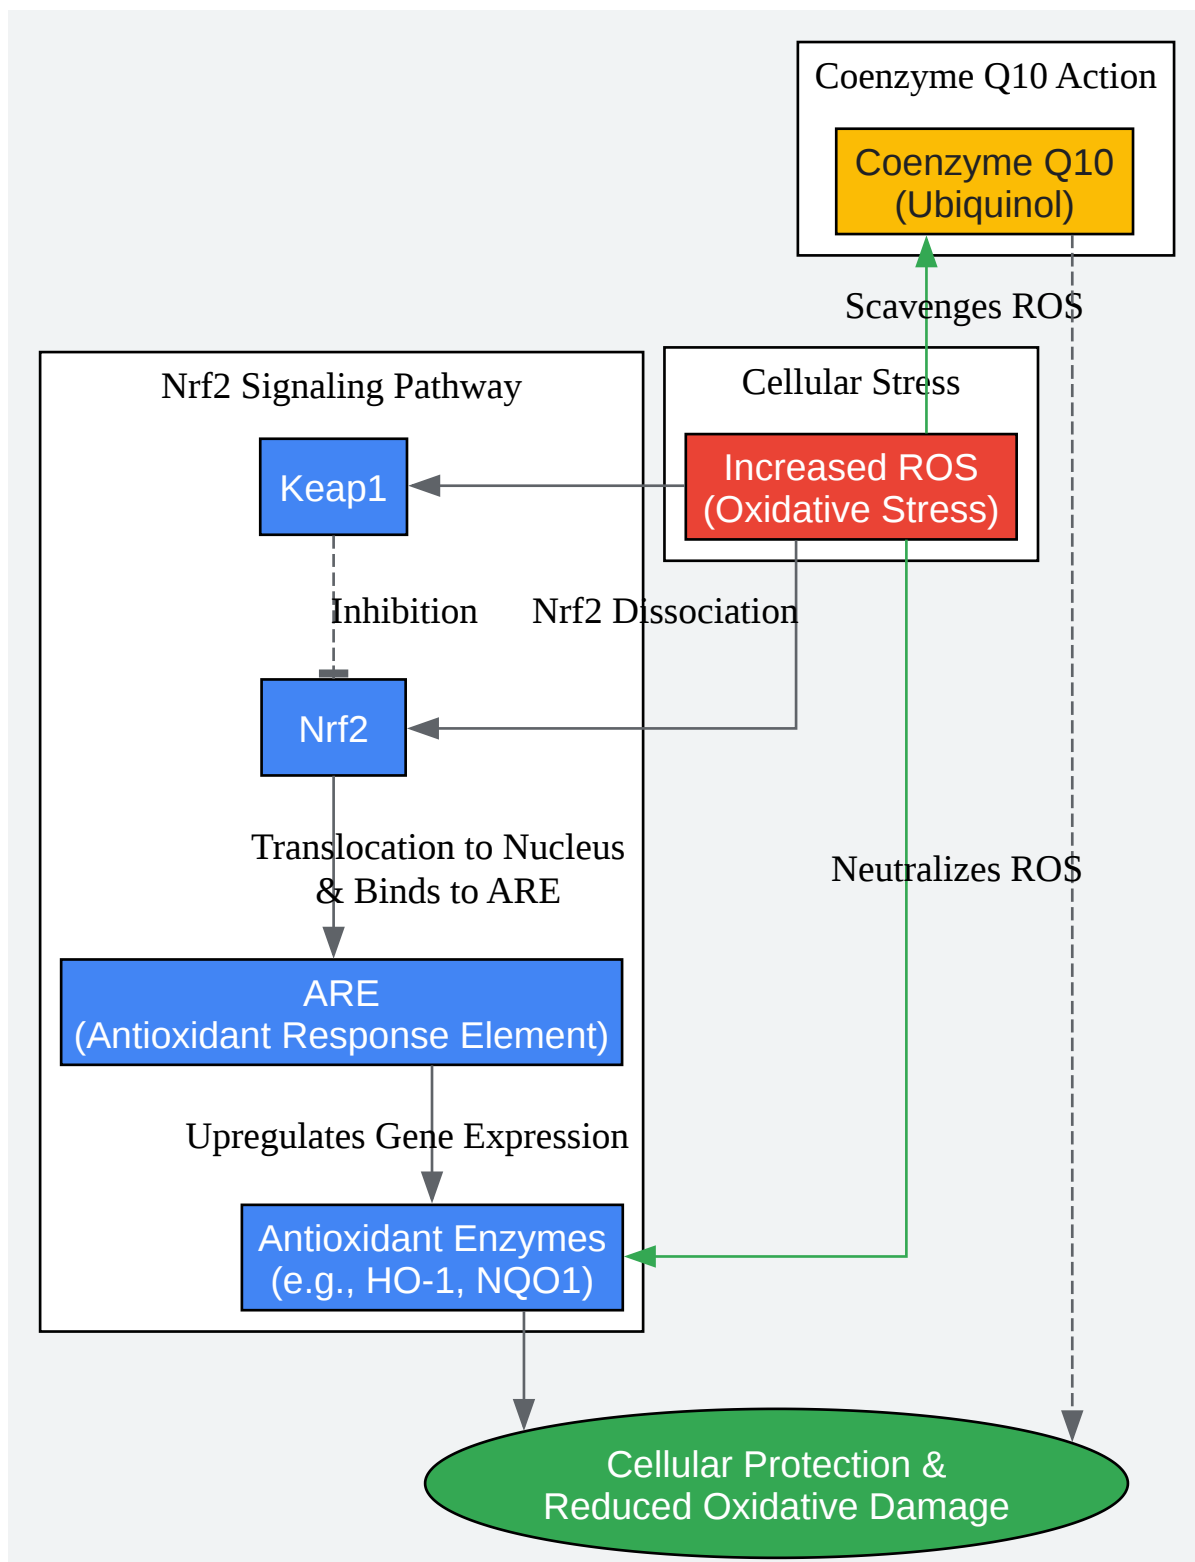 Coenzyme Q10 Action
Coenzyme Q10
(Ubiquinol)
Scavenges ROS
Nrf2 Signaling Pathway
Cellular Stress
Keap1
Increased ROS
(Oxidative Stress)
Inhibition
Nrf2 Dissociation
Nrf2
Translocation to Nucleus
& Binds to ARE
Neutralizes ROS
ARE
(Antioxidant Response Element)
Upregulates Gene Expression
Antioxidant Enzymes
(e.g., HO-1, NQO1)
Cellular Protection &
Reduced Oxidative Damage